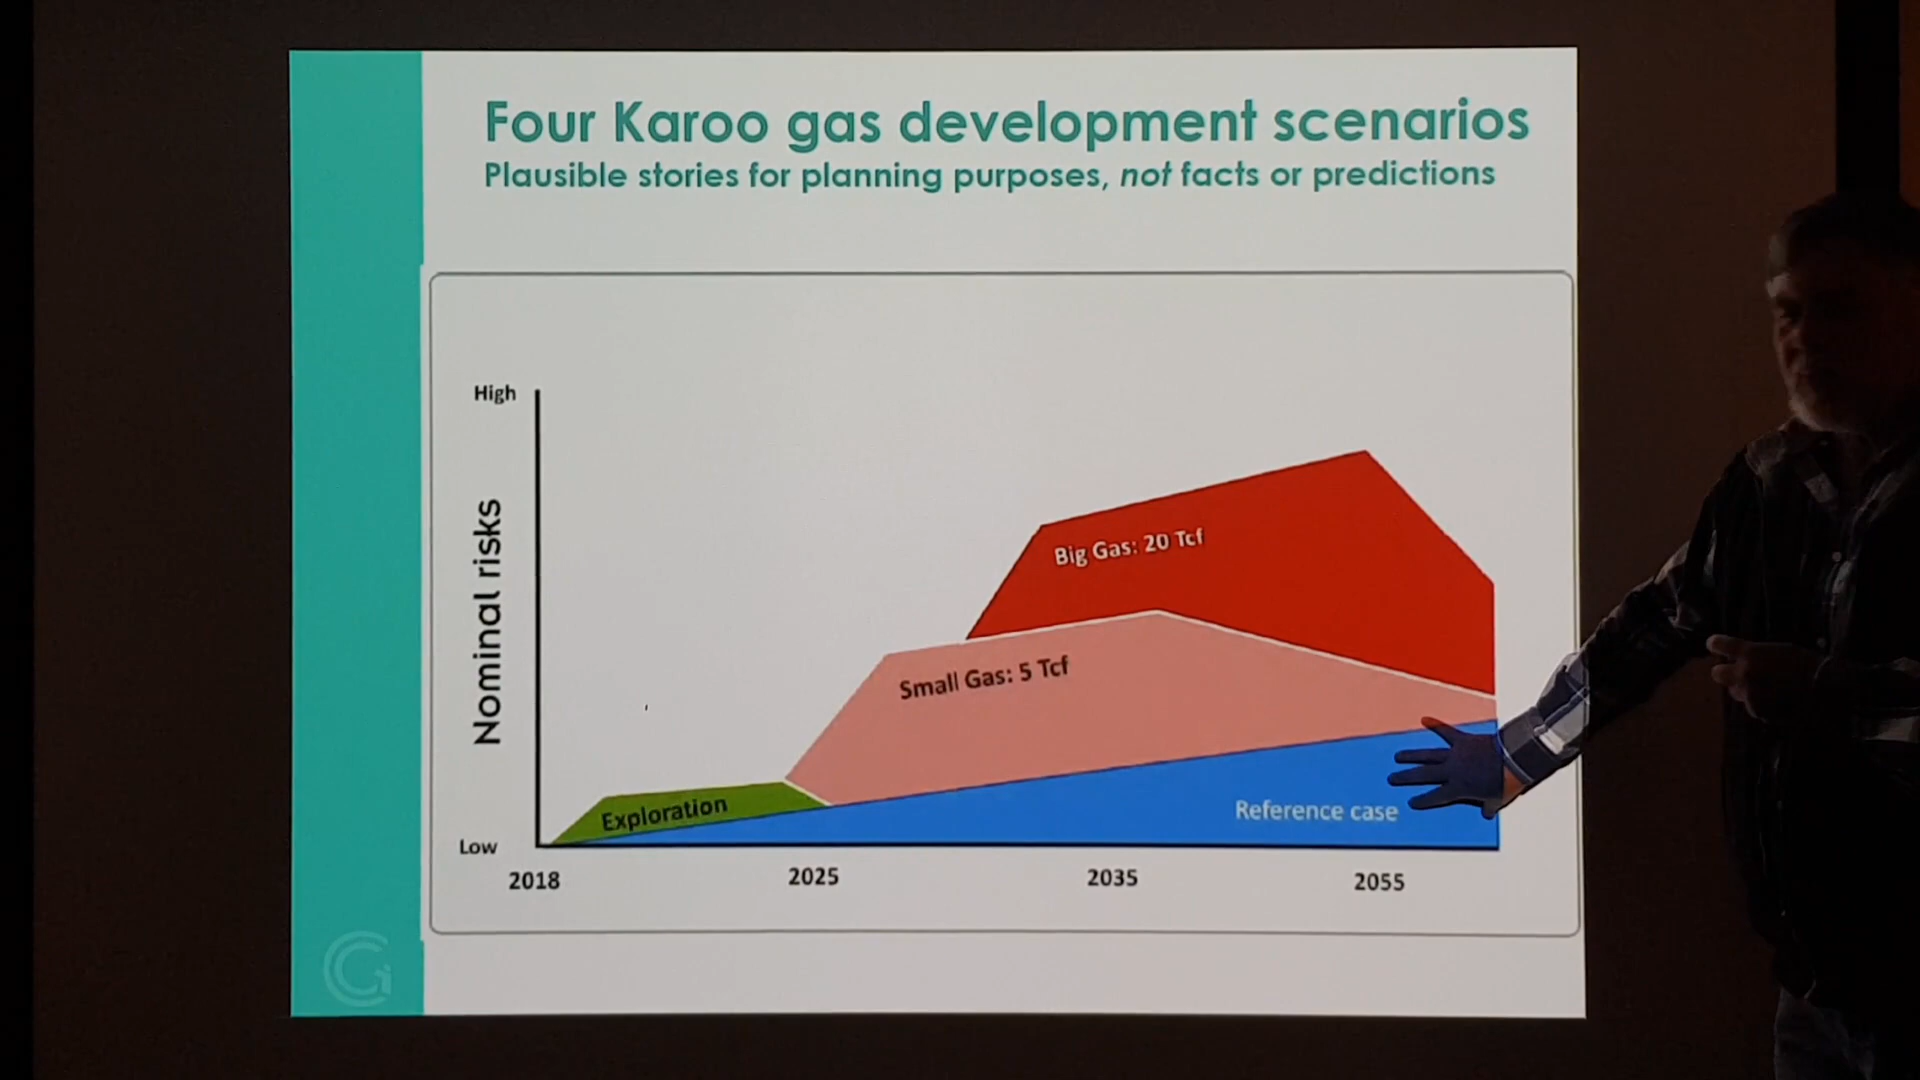 Four Karoo gas development scenarios
Plausible stories for planning purposes, not facts or predictions
High
Nominal risks
Big Gas: 20 Tcf
Small Gas: 5 Tcf
Exploration
Reference case
Low
2018
2025
2035
2055